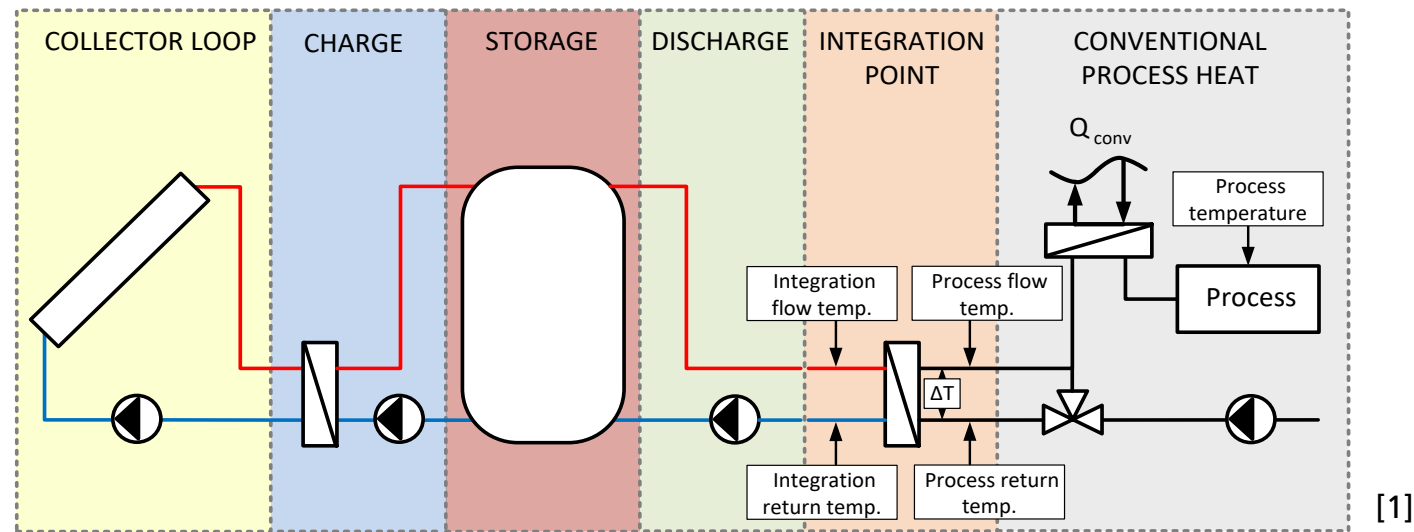 COLLECTOR LOOP
CHARGE
STORAGE
DISCHARGE
INTEGRATION
POINT
CONVENTIONAL
PROCESS HEAT
Q conv
Process
temperature
Process
Integration
flow temp.
Process flow
temp.
ΔT
Integration
return temp.
Process return
temp.
[1]